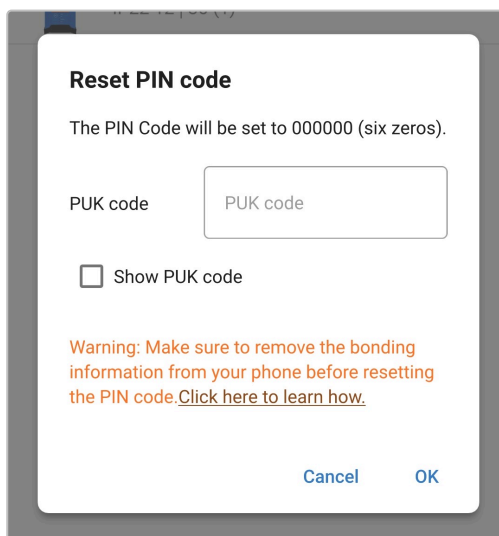 Reset PIN code
The PIN Code will be set to 000000 (six zeros).
PUK code
PUK code
Show PUK code
Warning: Make sure to remove the bonding
information from your phone before resetting
the PIN code.Click here to learn how.
Cancel OK